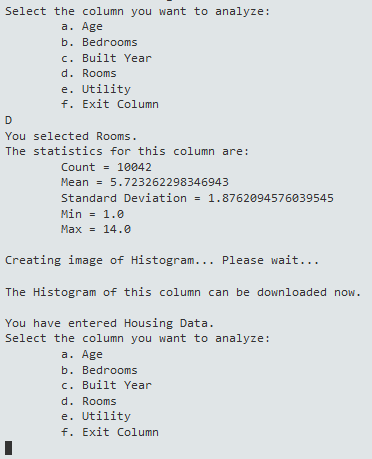 Select the column you want to analyze:
a. Age
b. Bedrooms
c. Built Year
d. Rooms
e. Utility
f. Exit Column
D
You selected Rooms.
The statistics for this column are:
Count = 10042
Mean = 5.723262298346943
Standard Deviation = 1.8762094576039545
Min = 1.0
Max = 14.0
Creating image of Histogram... Please wait...
The Histogram of this column can be downloaded now.
You have entered Housing Data.
Select the column you want to analyze:
a. Age
b. Bedrooms
c. Built Year
d. Rooms
e. Utility
f. Exit Column